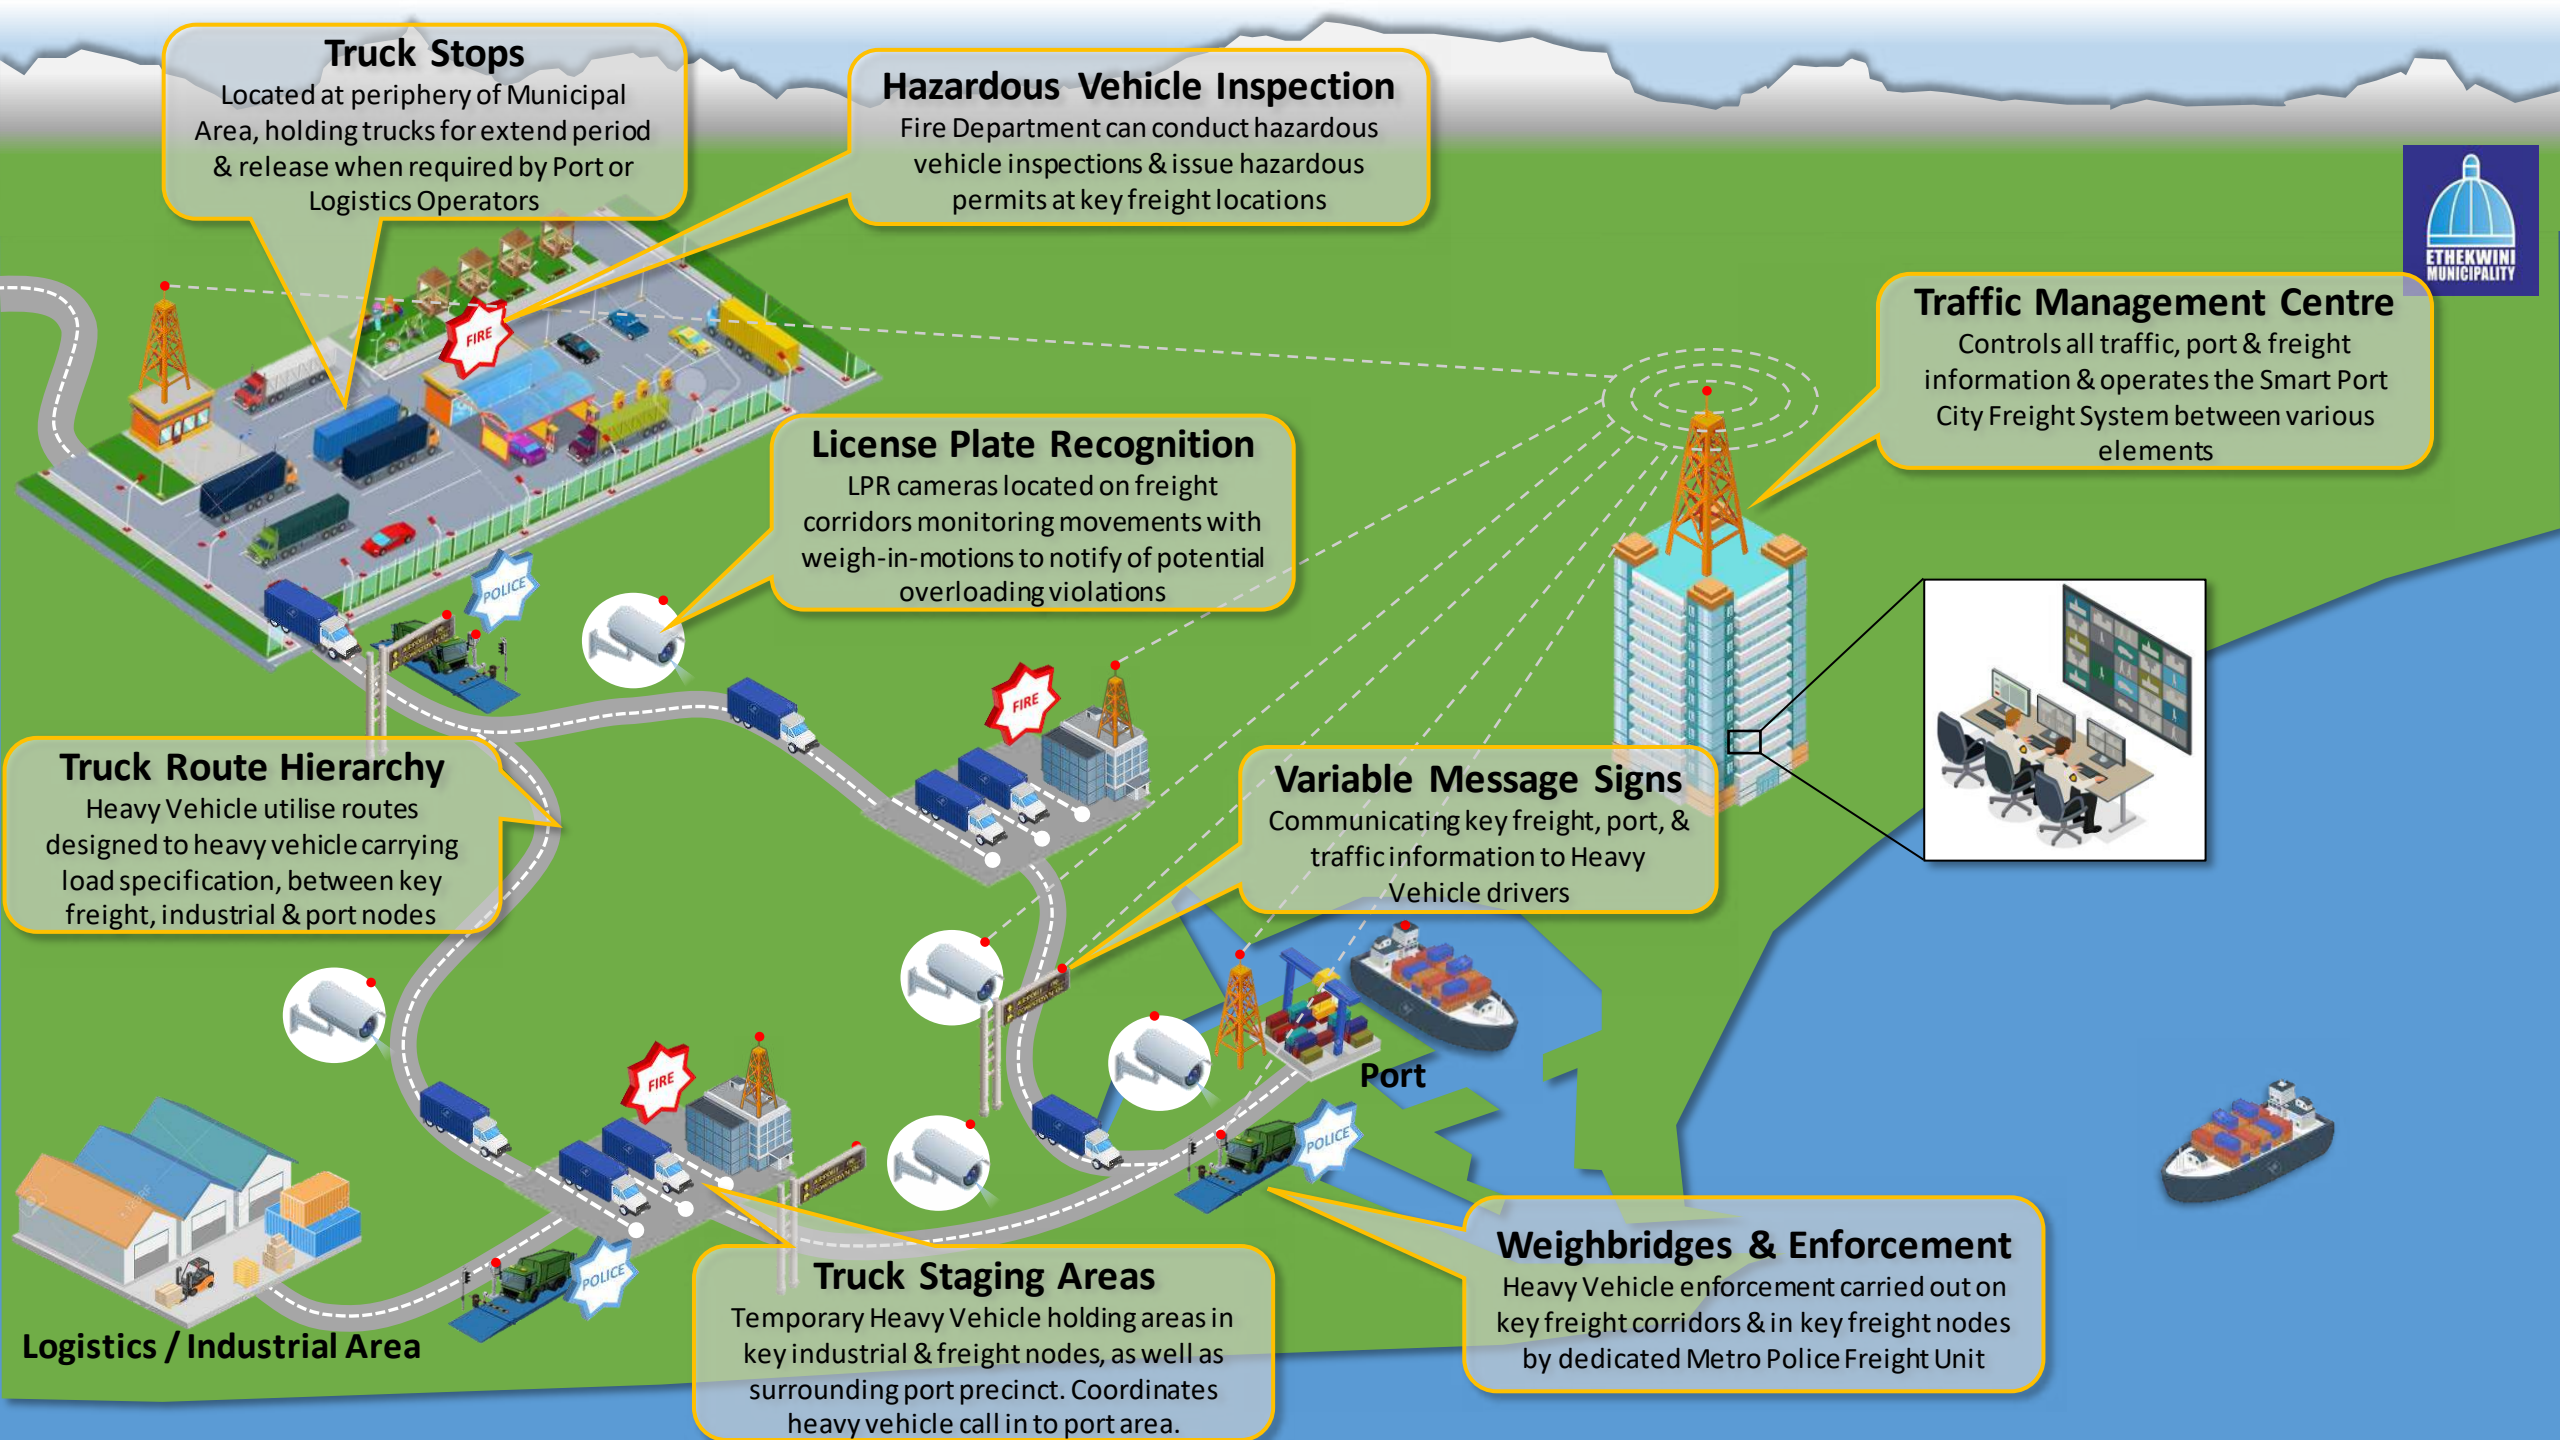 Truck Stops
Located at periphery of Municipal
Area, holding trucks for extend period
& release when required by Port or
Logistics Operators
Hazardous Vehicle Inspection
Fire Department can conduct hazardous
vehicle inspections & issue hazardous
permits at key freight locations
ETHEKWINI
MUNICIPALITY
Traffic Management Centre
Controls all traffic, port & freight
information & operates the Smart Port
City Freight System between various
elements
FIRE
License Plate Recognition
LPR cameras located on freight
corridors monitoring movements with
weigh-in-motions to notify of potential
overloading violations
POLICE
FIRE
Truck Route Hierarchy
Heavy Vehicle utilise routes
designed to heavy vehicle carrying
load specification, between key
freight, industrial & port nodes
Variable Message Signs
Communicating key freight, port, &
traffic information to Heavy
Vehicle drivers
FIRE
Port
POLICE
POLICE
Logistics / Industrial Area
Truck Staging Areas
Temporary Heavy Vehicle holding areas in
key industrial & freight nodes, as well as
surrounding port precinct. Coordinates
heavy vehicle call in to port area.
Weighbridges & Enforcement
Heavy Vehicle enforcement carried out on
key freight corridors & in key freight nodes
by dedicated Metro Police Freight Unit